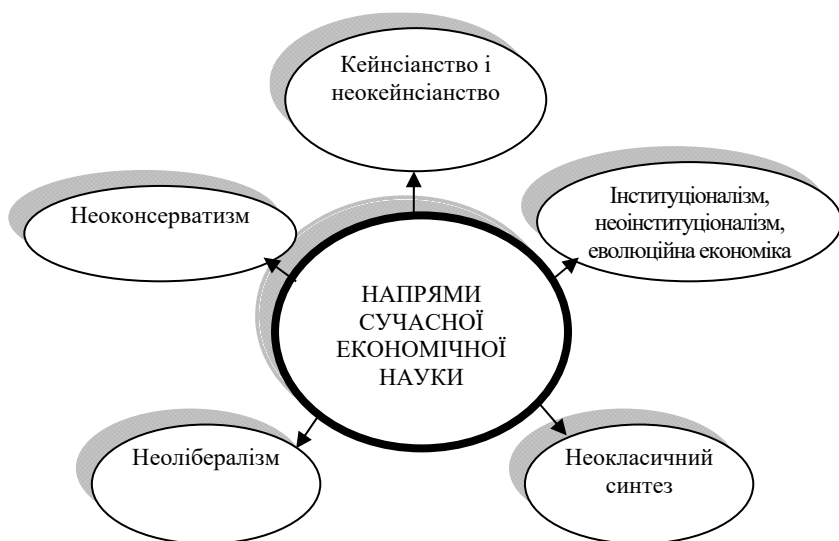 Кейнсіанство і
неокейнсіанство
Неоконсерватизм
Інституціоналізм,
неоінституціоналізм,
еволюційна економіка
НАПРЯМИ
СУЧАСНОЇ
ЕКОНОМІЧНОЇ
НАУКИ
Неолібералізм
Неокласичний
синтез